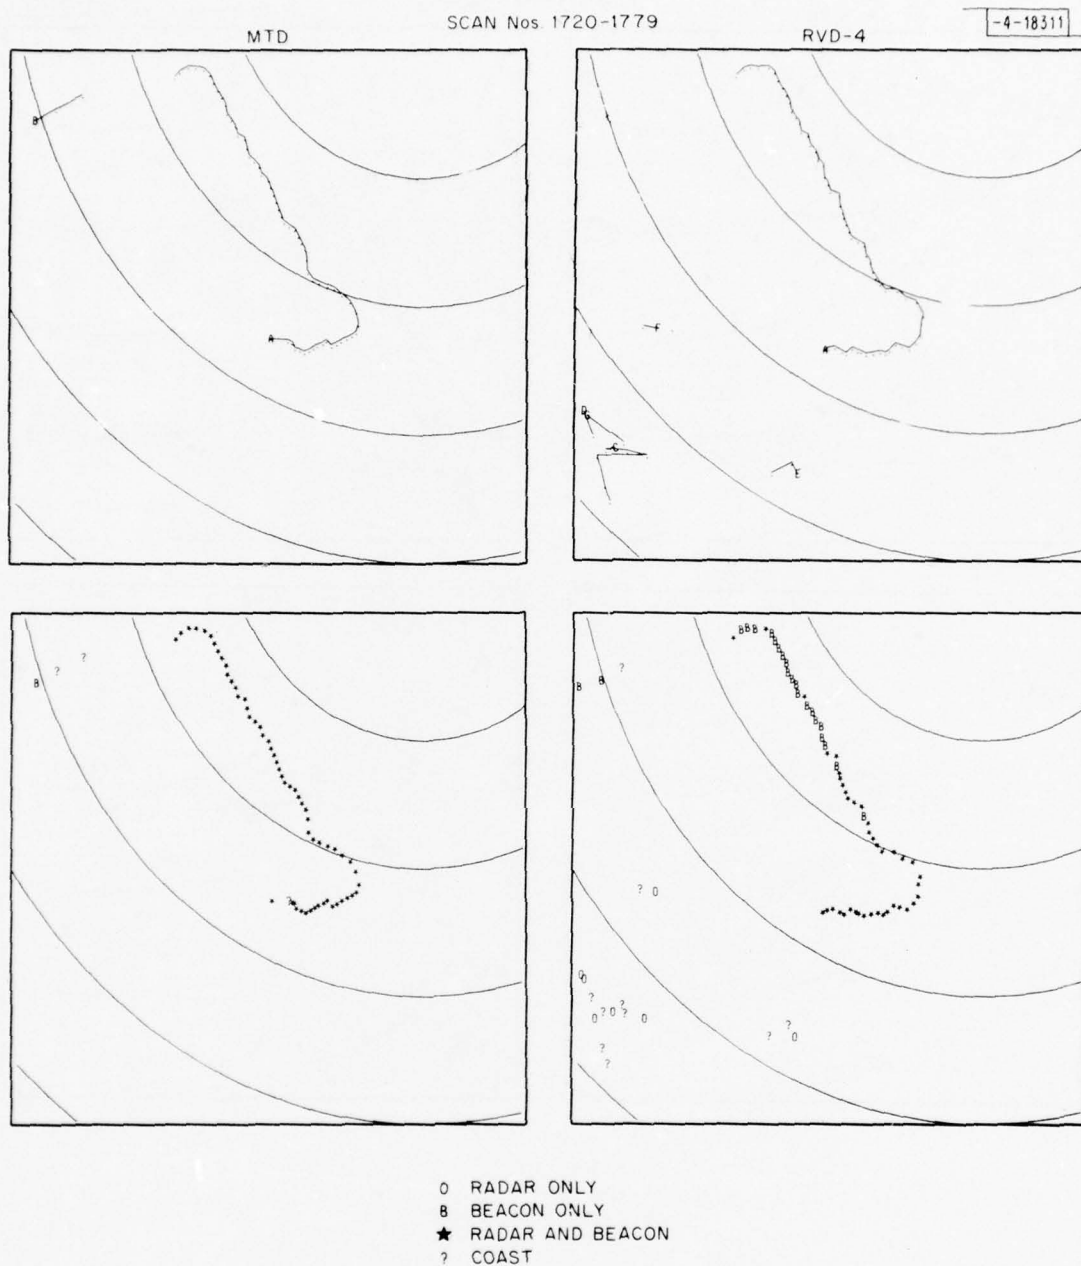 SCAN Nos. 1720-1779
-4-18311
MTD
RVD-4
B
A
A
F
D
G
C
E
O RADAR ONLY
B BEACON ONLY
★ RADAR AND BEACON
? COAST